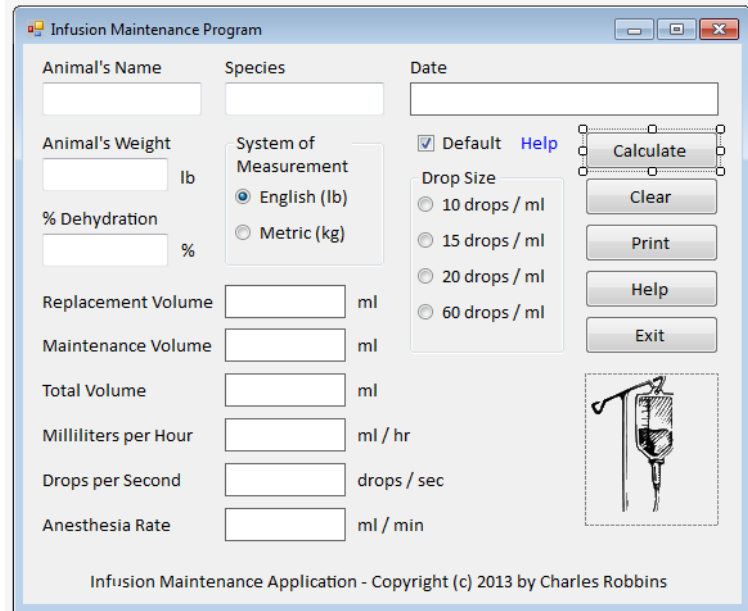 Infusion Maintenance Program
Animal's Name
Species
Date
Animal's Weight
lb
System of
Measurement
English (lb)
Metric (kg)
Default
Help
Drop Size
10 drops / ml
15 drops / ml
20 drops / ml
60 drops / ml
Calculate
Clear
Print
Help
Exit
% Dehydration
%
Replacement Volume
ml
Maintenance Volume
ml
Total Volume
ml
Milliliters per Hour
ml / hr
Drops per Second
drops / sec
Anesthesia Rate
ml / min
Infusion Maintenance Application - Copyright (c) 2013 by Charles Robbins